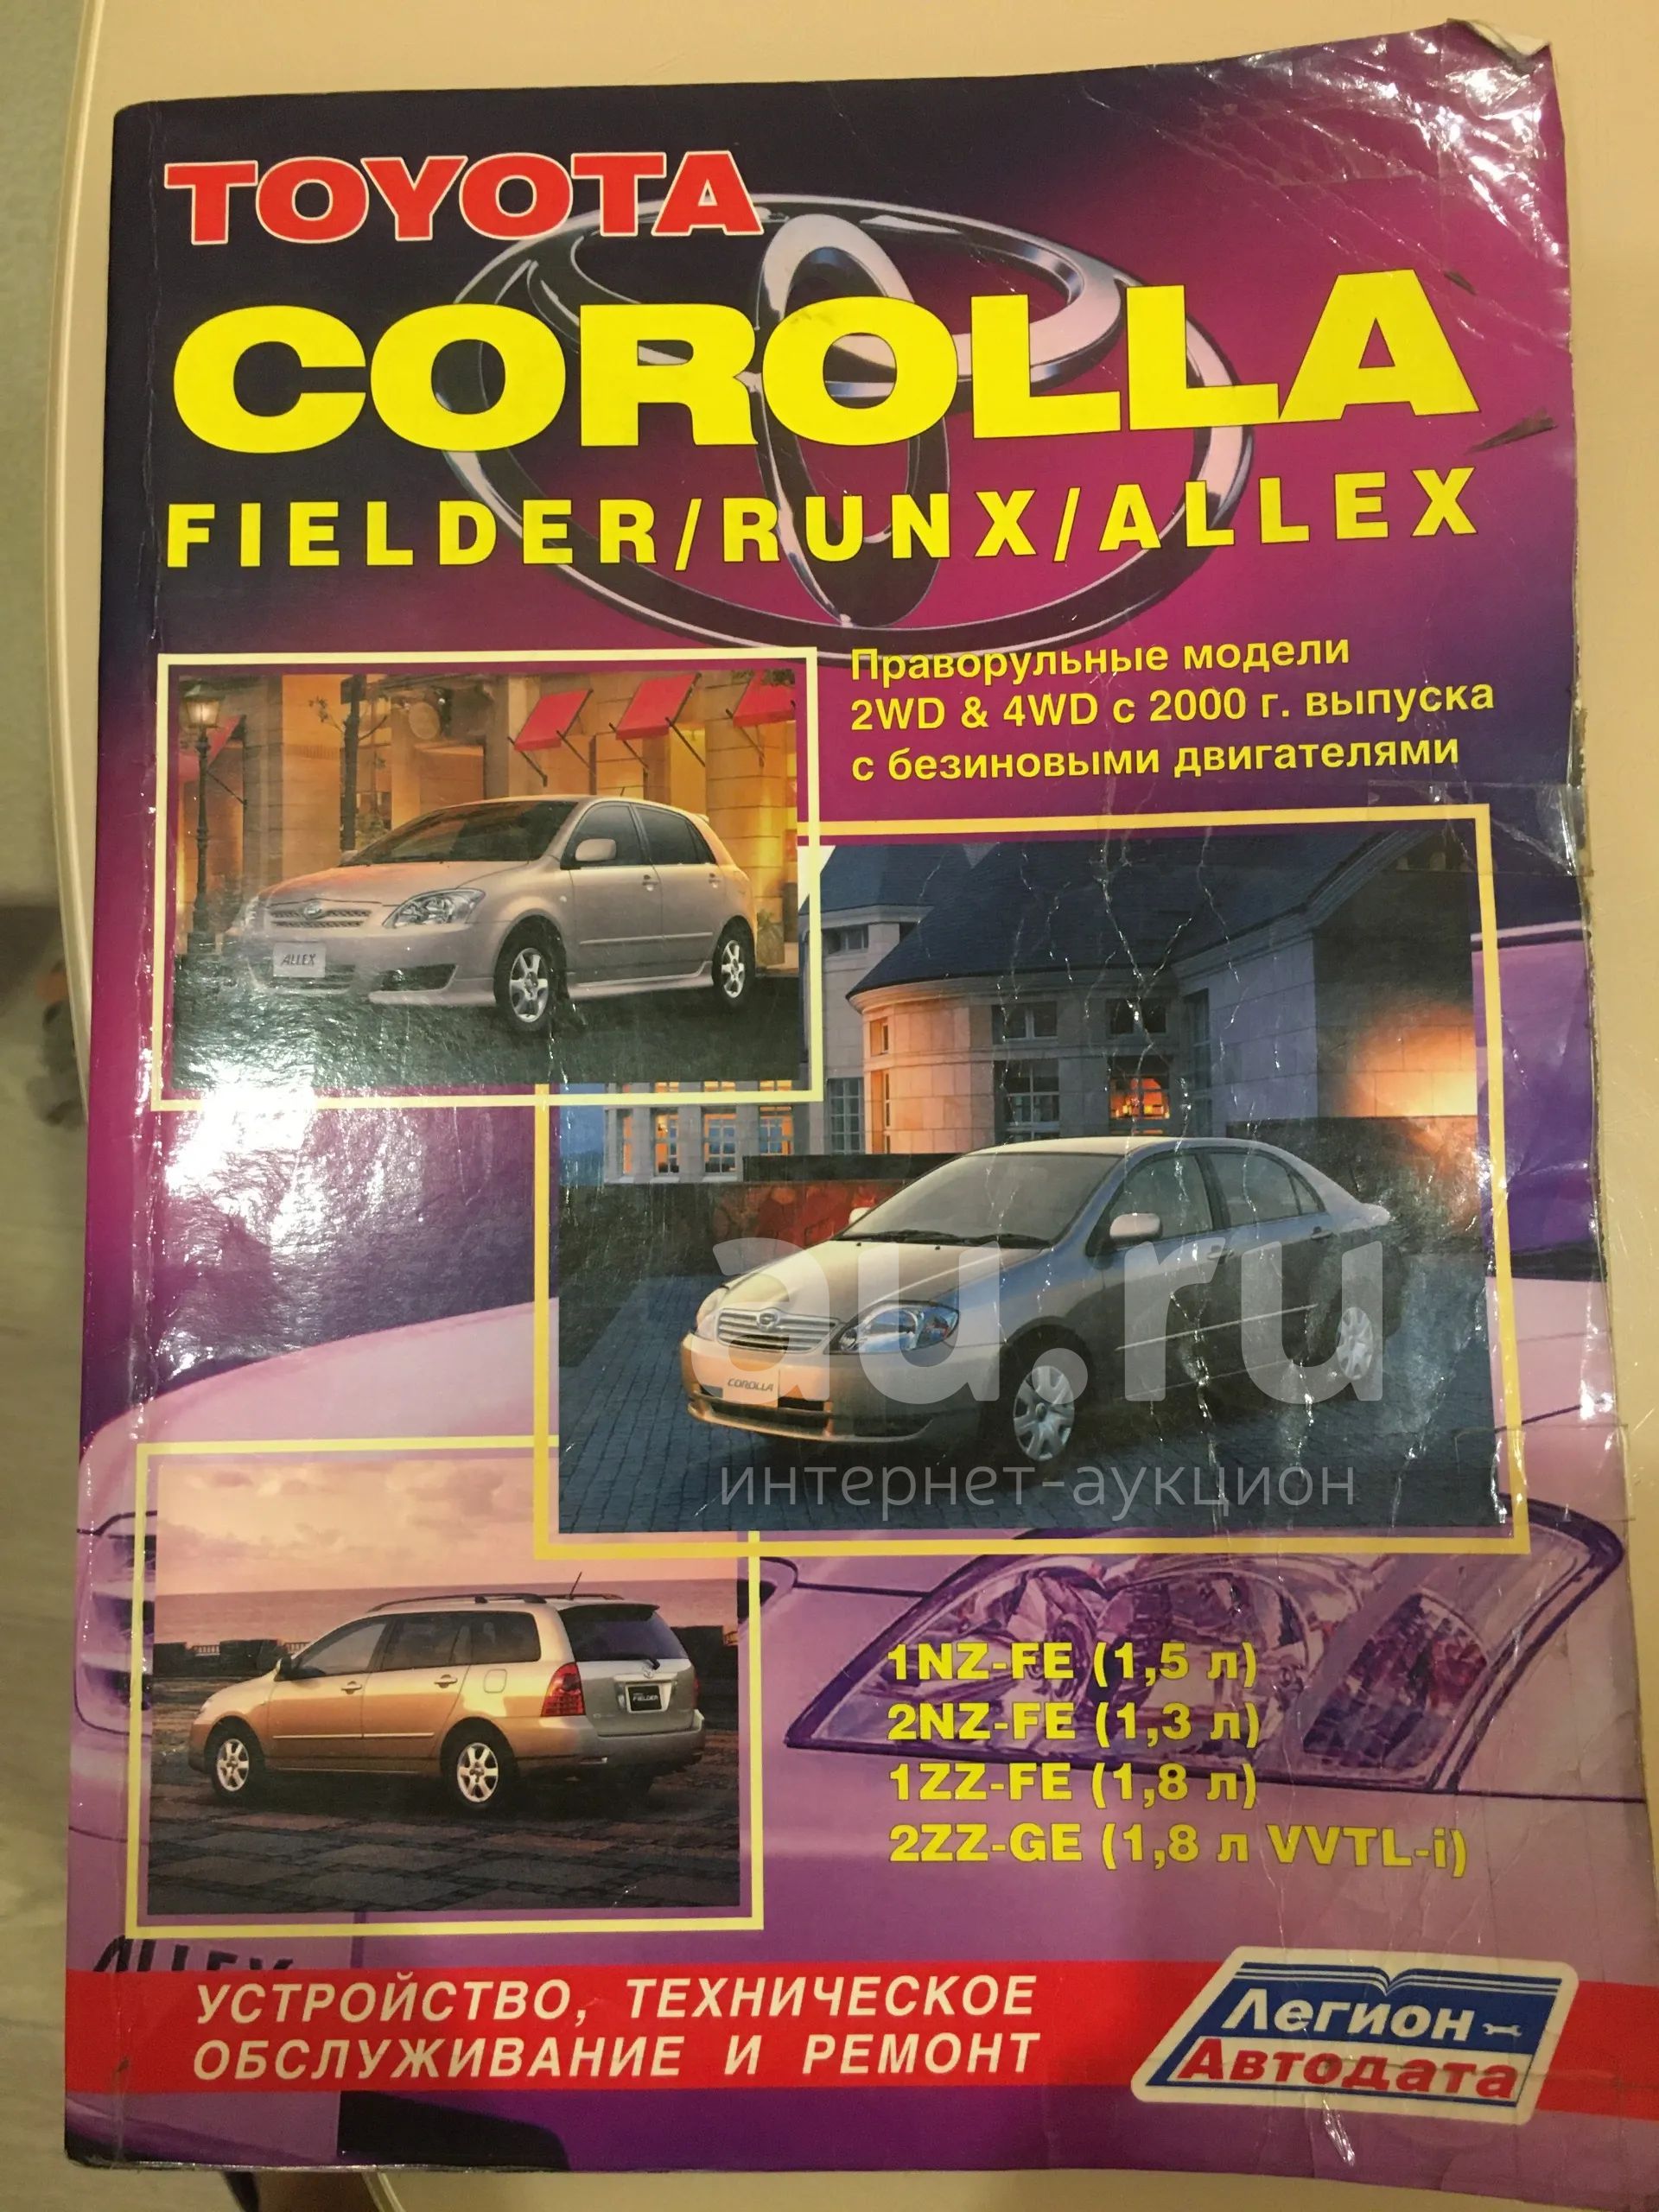 TOYOTA
COROLLA
FIELDER/RUNX/ALLEX
Праворульные модели
2WD & 4WD с 2000 г. выпуска
с безиновыми двигателями
ALLEX
COROLLA
au.ru
интернет-аукцион
FIELDER
1NZ-FE (1,5 л)
2NZ-FE (1,3 л)
1ZZ-FE (1,8 л)
2ZZ-GE (1,8 л VVTL-i)
ALLEX
УСТРОЙСТВО, ТЕХНИЧЕСКОЕ
ОБСЛУЖИВАНИЕ И РЕМОНТ
Легион-
Автодата